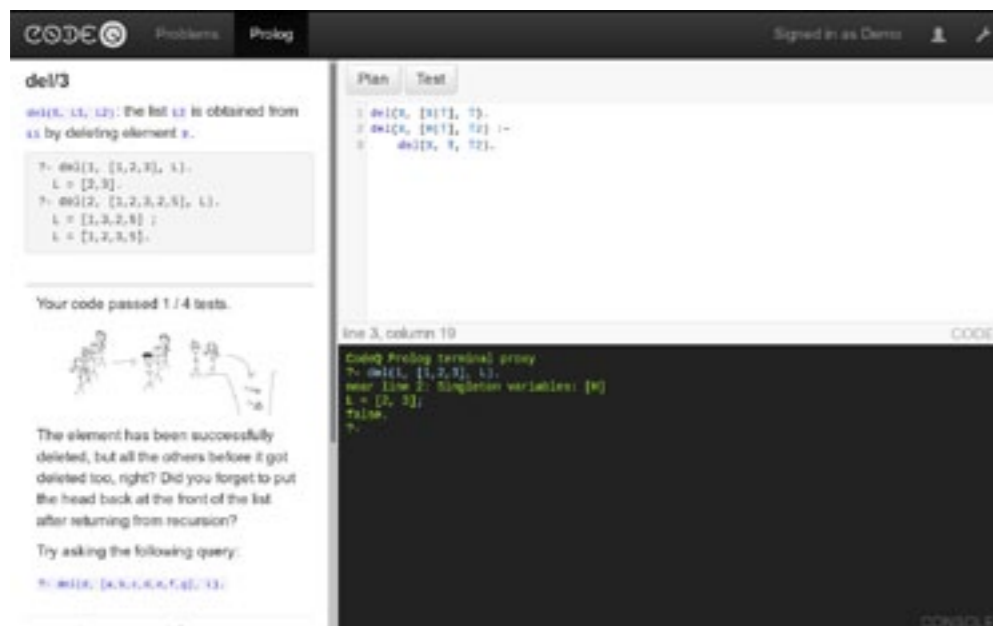 CODEQ Problems Prolog Signed in as Demo
del/3
del(X, L1, L2): the list L2 is obtained from
L1 by deleting element X.
?- del(1, [1,2,3], L).
L = [2,3].
?- del(2, [1,2,3,2,5], L).
L = [1,3,2,5] ;
L = [1,2,3,5].
Your code passed 1 / 4 tests.
The element has been successfully
deleted, but all the others before it got
deleted too, right? Did you forget to put
the head back at the front of the list
after returning from recursion?
Try asking the following query:
Plan Test
1 del(X, [X|T], T).
2 del(X, [H|T], T2) :-
3 del(X, T, T2).
line 3, column 19
CODE
CodeQ Prolog terminal proxy
?- del(1, [1,2,3], L).
near line 2: Singleton variables: [H]
L = [2, 3];
false.
?-
CONSOLE